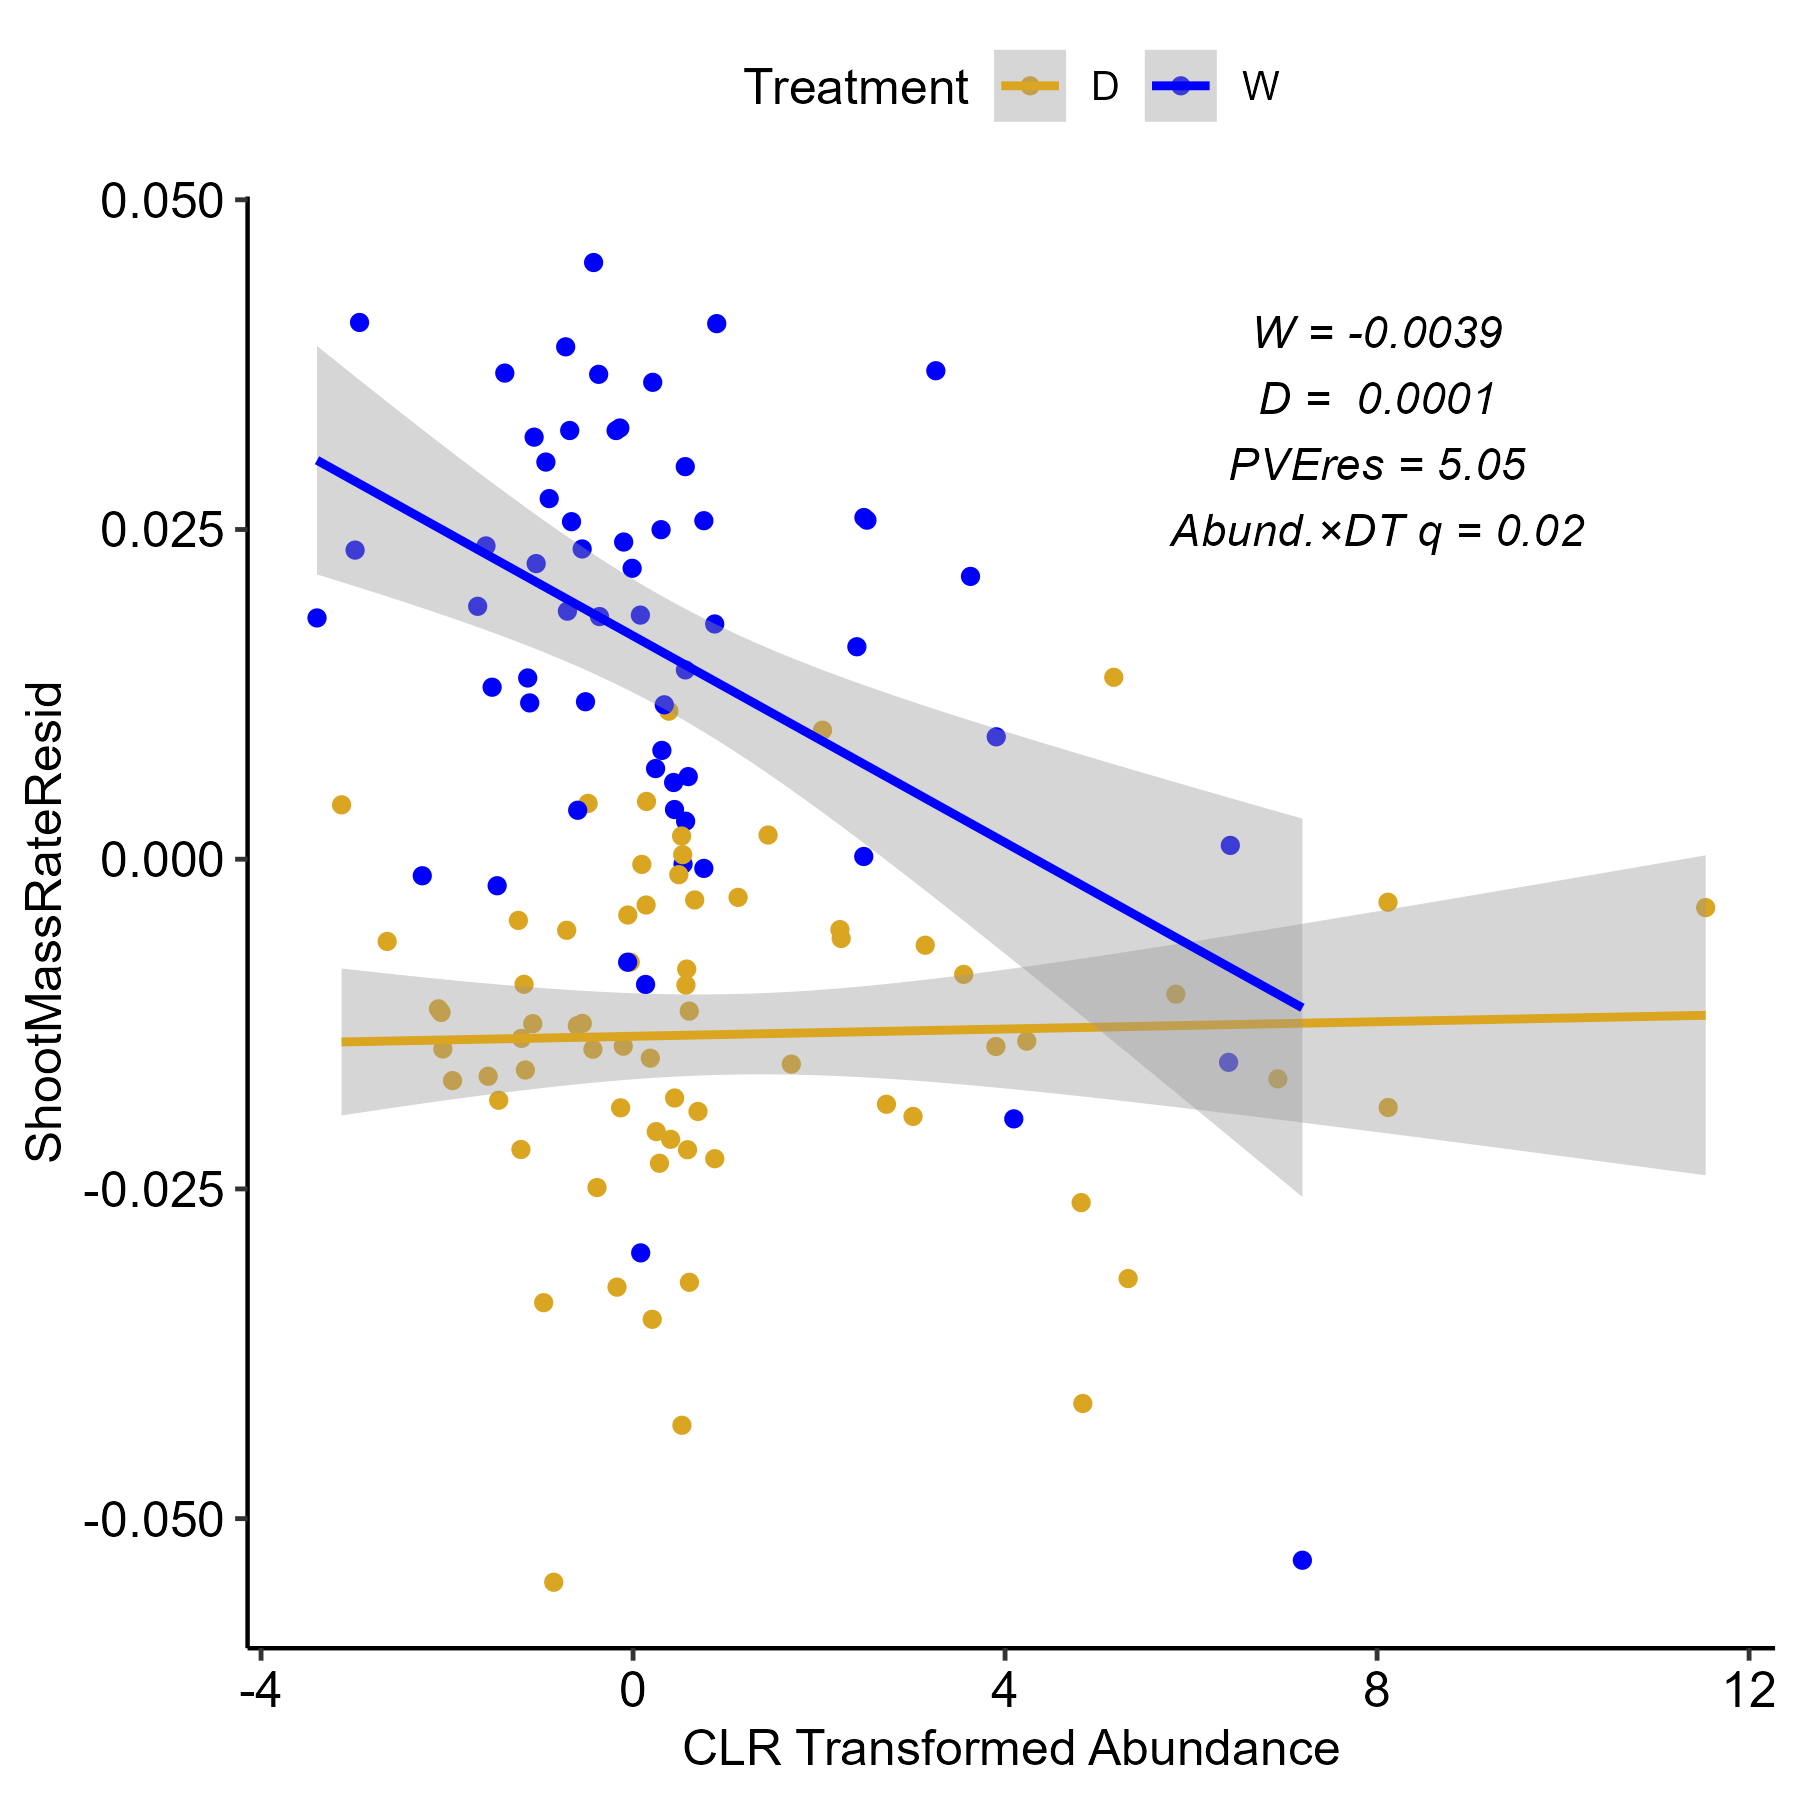 Treatment D W
0.050
0.025
0.000
-0.025
-0.050
ShootMassRateResid
W = -0.0039
D = 0.0001
PVEres = 5.05
Abund.×DT q = 0.02
-4 0 4 8 12
CLR Transformed Abundance